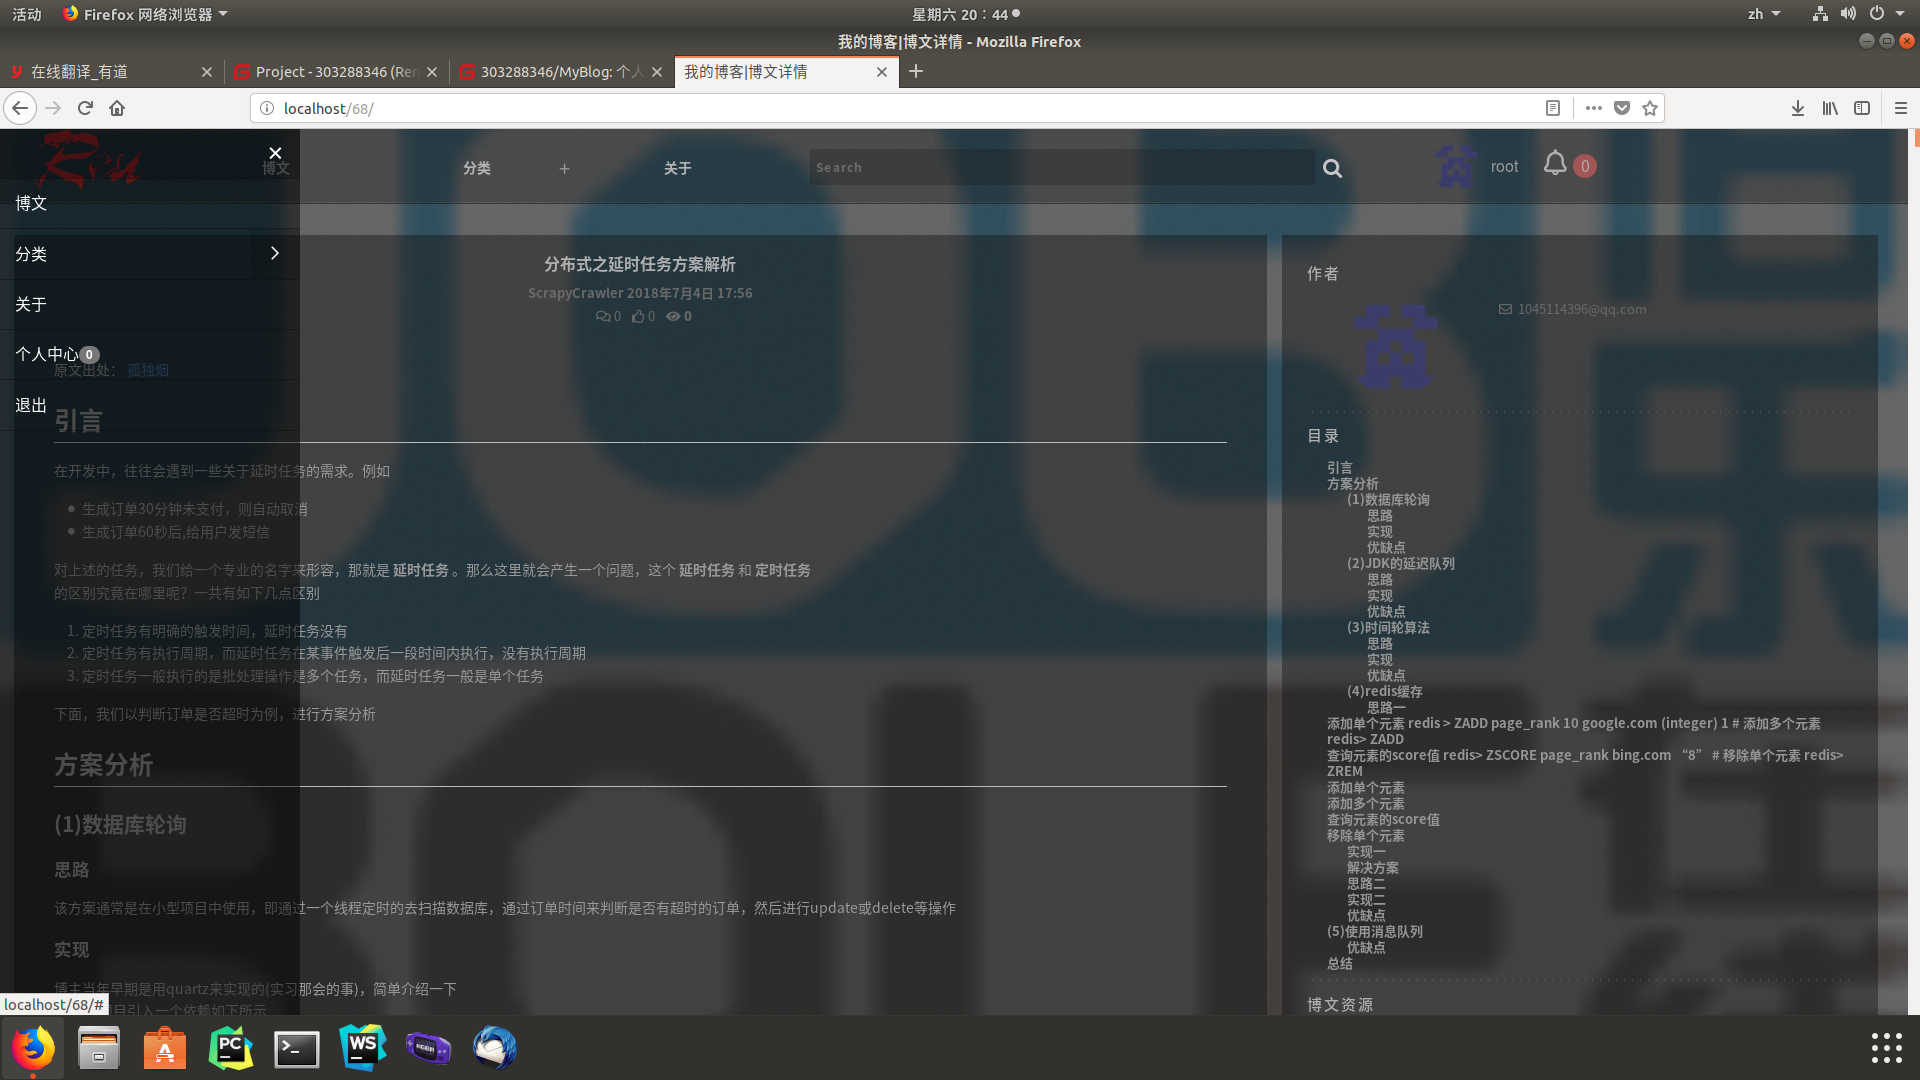 活动
Firefox 网络浏览器
星期六 20：44
zh
我的博客|博文详情 - Mozilla Firefox
在线翻译_有道
Project - 303288346 (Ren
303288346/MyBlog: 个人
我的博客|博文详情
localhost/68/
博文
分类
+
关于
Search
root
0
博文
分类
关于
个人中心 0
退出
分布式之延时任务方案解析
ScrapyCrawler 2018年7月4日 17:56
0 0 0
原文出处： 孤独烟
引言
在开发中，往往会遇到一些关于延时任务的需求。例如
生成订单30分钟未支付，则自动取消
生成订单60秒后,给用户发短信
对上述的任务，我们给一个专业的名字来形容，那就是 延时任务 。那么这里就会产生一个问题，这个 延时任务 和 定时任务
的区别究竟在哪里呢？一共有如下几点区别
1. 定时任务有明确的触发时间，延时任务没有
2. 定时任务有执行周期，而延时任务在某事件触发后一段时间内执行，没有执行周期
3. 定时任务一般执行的是批处理操作是多个任务，而延时任务一般是单个任务
下面，我们以判断订单是否超时为例，进行方案分析
方案分析
(1)数据库轮询
思路
该方案通常是在小型项目中使用，即通过一个线程定时的去扫描数据库，通过订单时间来判断是否有超时的订单，然后进行update或delete等操作
实现
博主当年早期是用quartz来实现的(实习那会的事)，简单介绍一下
目引入一个依赖如下所示
作者
1045114396@qq.com
目录
引言
方案分析
(1)数据库轮询
思路
实现
优缺点
(2)JDK的延迟队列
思路
实现
优缺点
(3)时间轮算法
思路
实现
优缺点
(4)redis缓存
思路一
添加单个元素 redis > ZADD page_rank 10 google.com (integer) 1 # 添加多个元素
redis> ZADD
查询元素的score值 redis> ZSCORE page_rank bing.com “8” # 移除单个元素 redis>
ZREM
添加单个元素
添加多个元素
查询元素的score值
移除单个元素
实现一
解决方案
思路二
实现二
优缺点
(5)使用消息队列
优缺点
总结
博文资源
localhost/68/#
PC
WS